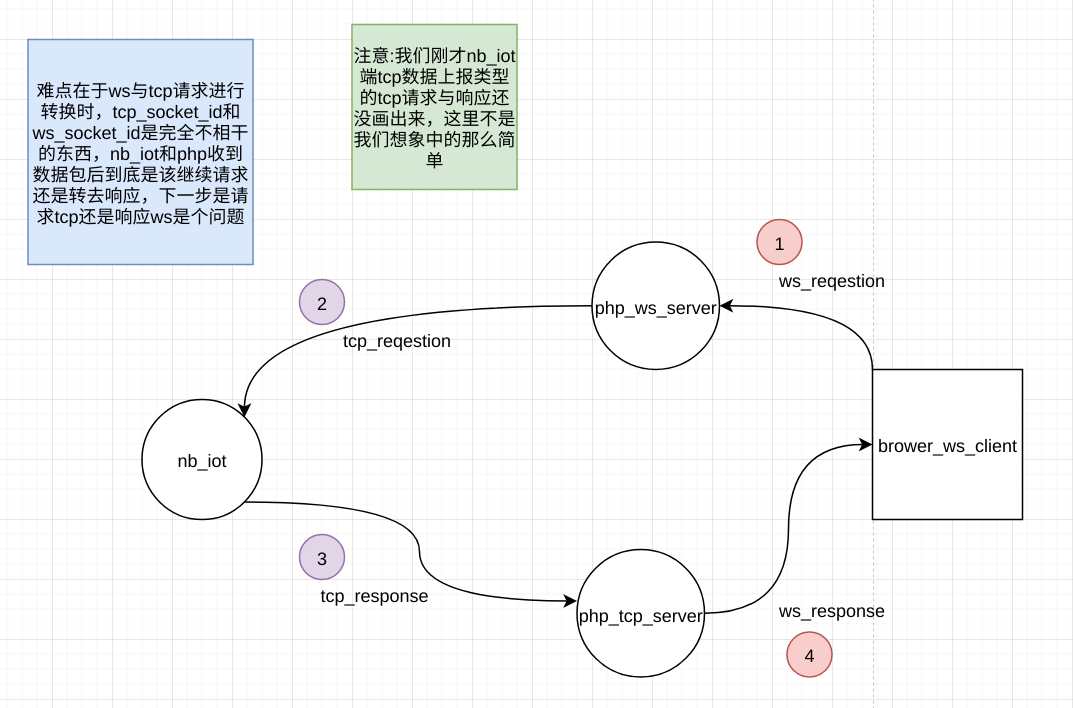 难点在于ws与tcp请求进行
转换时，tcp_socket_id和
ws_socket_id是完全不相干
的东西，nb_iot和php收到
数据包后到底是该继续请求
还是转去响应，下一步是请
求tcp还是响应ws是个问题
注意:我们刚才nb_iot
端tcp数据上报类型
的tcp请求与响应还
没画出来，这里不是
我们想象中的那么简
单
1
ws_reqestion
2
php_ws_server
tcp_reqestion
brower_ws_client
nb_iot
3
tcp_response
php_tcp_server
ws_response
4